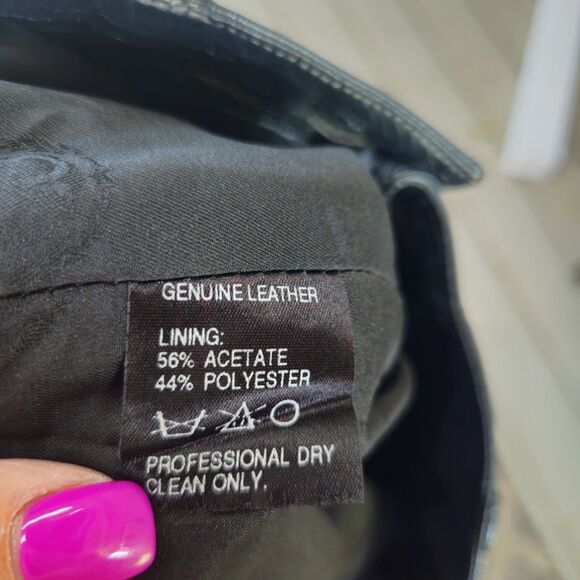 GENUINE LEATHER
LINING:
56% ACETATE
44% POLYESTER
PROFESSIONAL DRY
CLEAN ONLY.